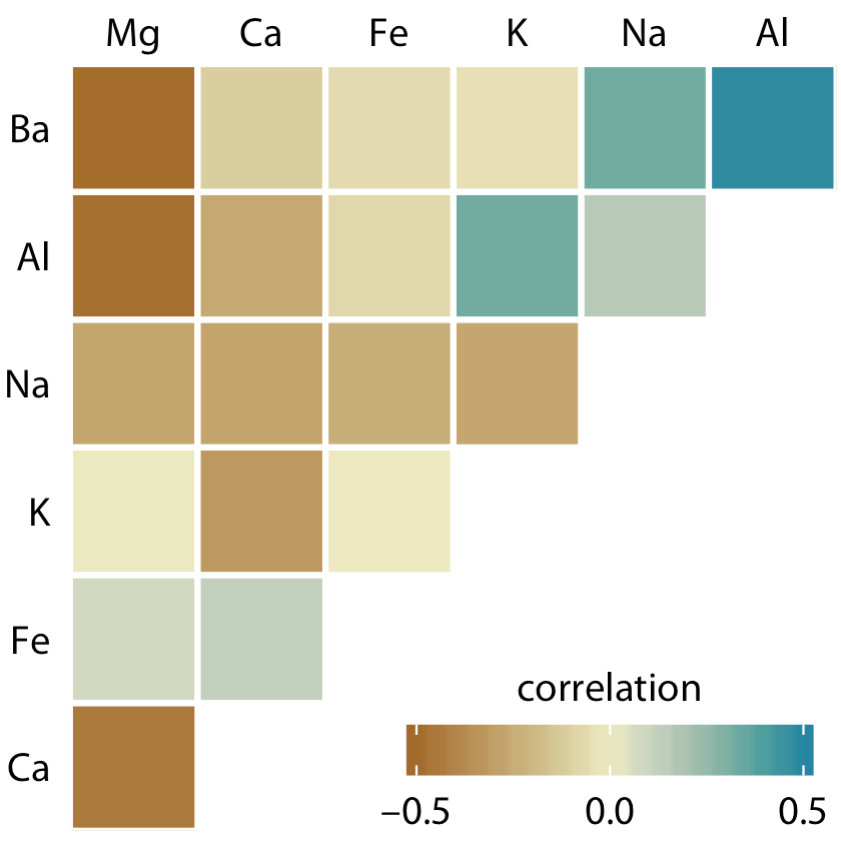 Mg Ca Fe K Na Al
Ba
Al
Na
K
Fe
Ca
correlation
−0.5 0.0 0.5